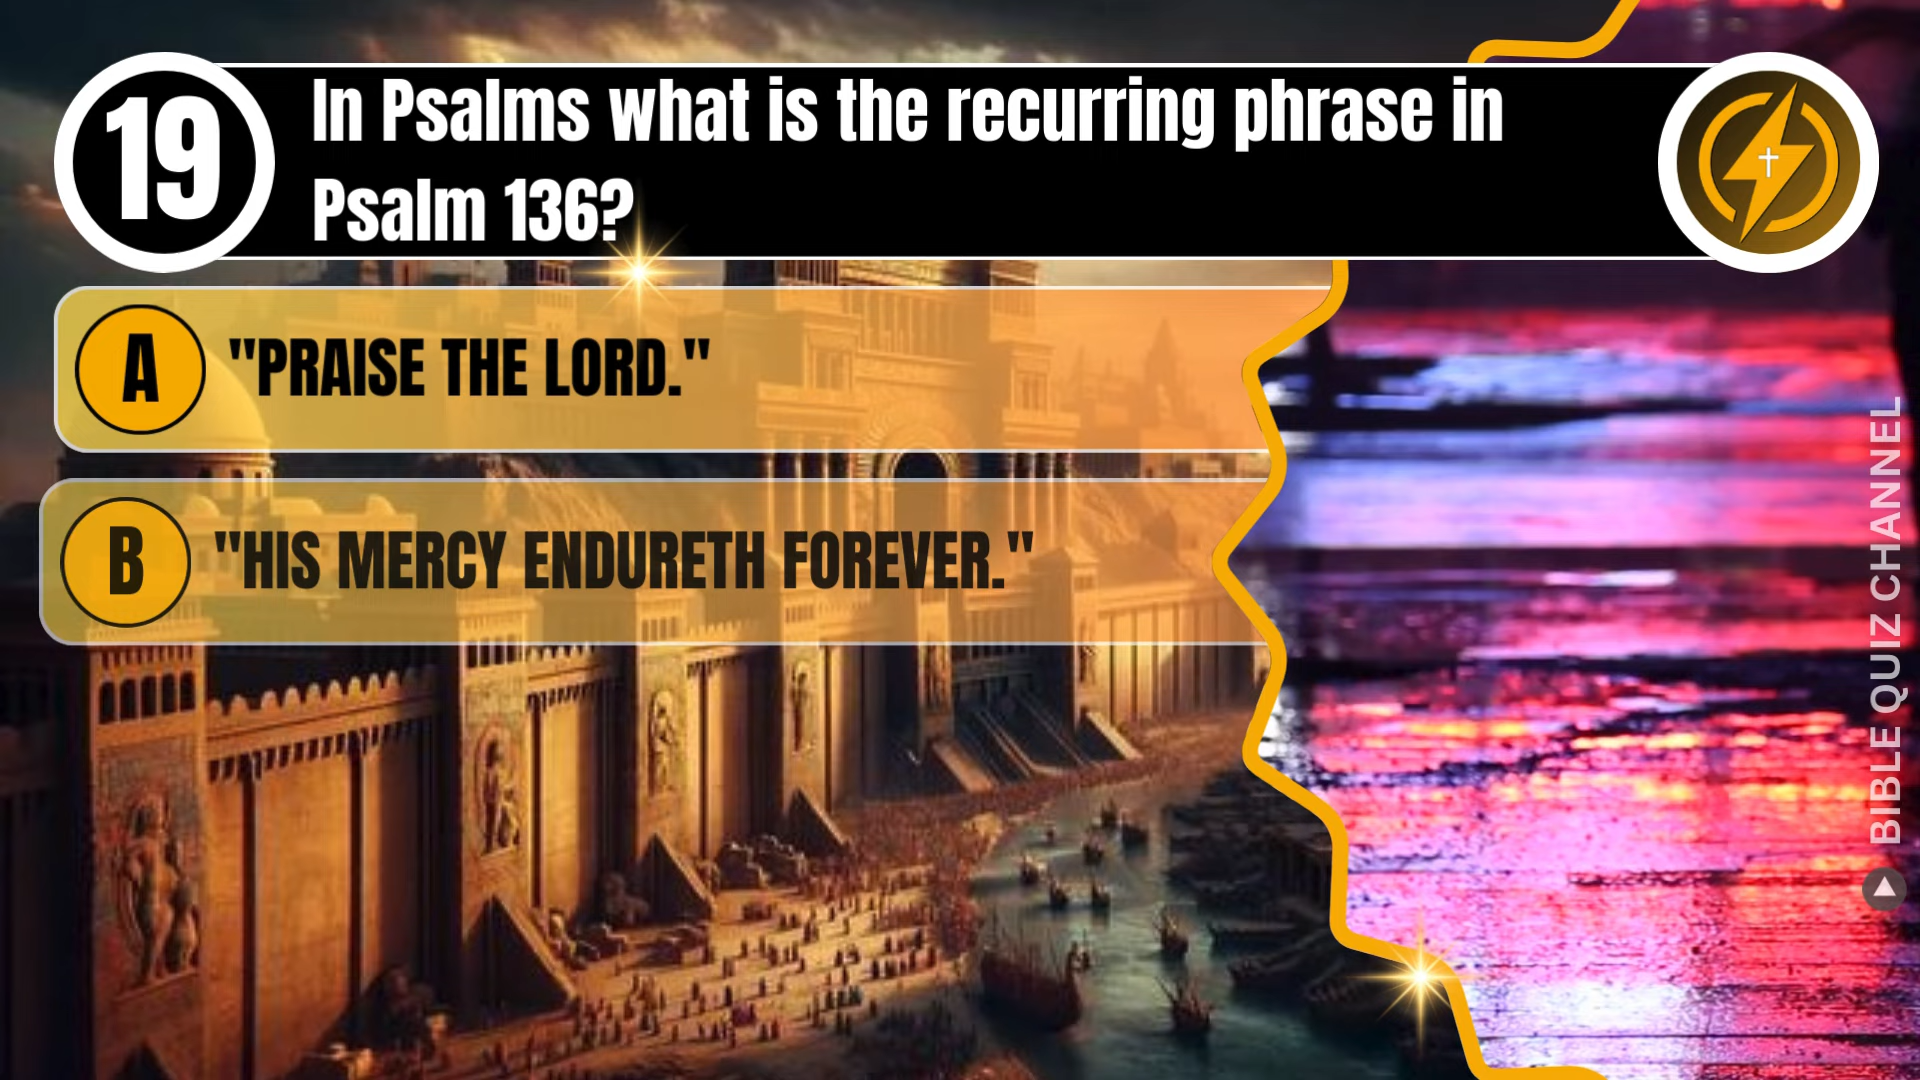 19
In Psalms what is the recurring phrase in
Psalm 136?
A
"PRAISE THE LORD."
B
"HIS MERCY ENDURETH FOREVER."
BIBLE QUIZ CHANNEL